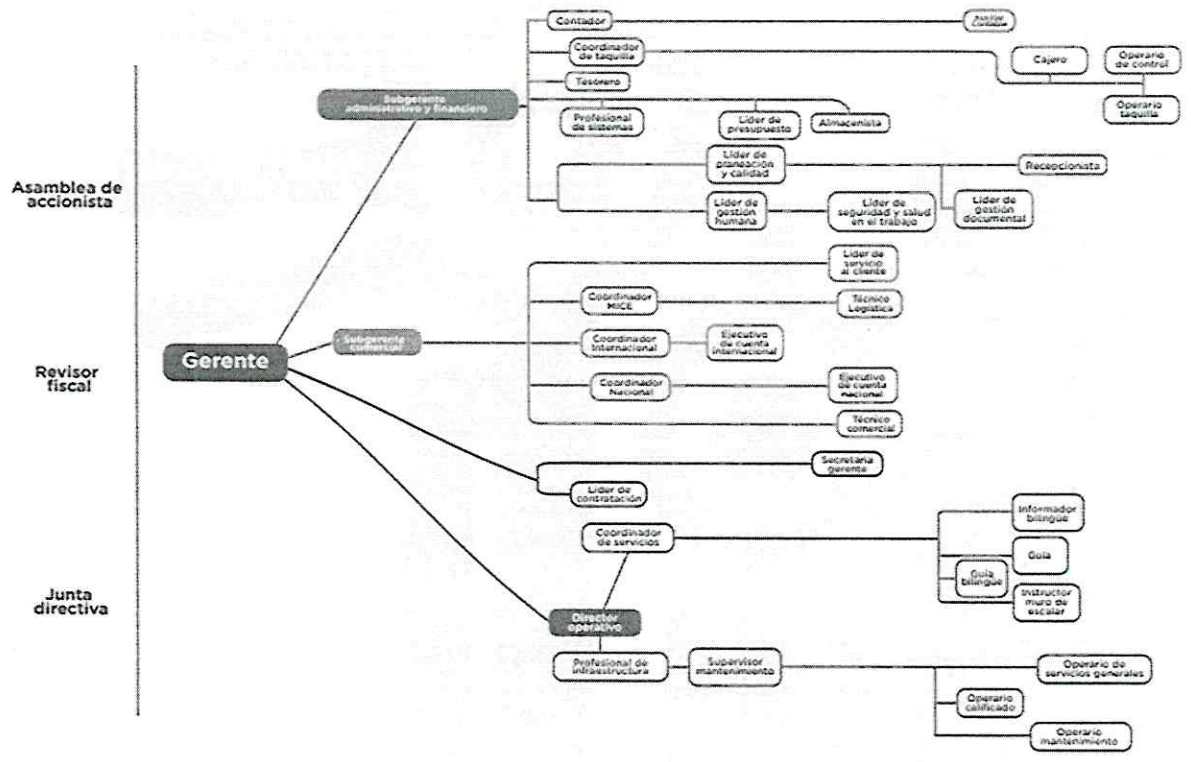 Asamblea de
accionista
Revisor
fiscal
Junta
directiva
Gerente
Subgerente
administrativo y financiero
Contador
Auxiliar
contable
Coordinador
de taquilla
Cajero
Operario
de control
Operario
taquilla
Tesorero
Profesional
de sistemas
Líder de
presupuesto
Almacenista
Líder de
planeación
y calidad
Recepcionista
Líder de
gestión
documental
Líder de
gestión
humana
Líder de
seguridad y salud
en el trabajo
Subgerente
comercial
Líder de
servicio
al cliente
Coordinador
MICE
Técnico
Logística
Coordinador
Internacional
Ejecutivo
de cuenta
internacional
Coordinador
Nacional
Ejecutivo
de cuenta
nacional
Técnico
comercial
Secretaria
gerente
Líder de
contratación
Director
operativo
Coordinador
de servicios
Informador
bilingüe
Guía
Guía
bilingüe
Instructor
muro de
escalar
Profesional de
infraestructura
Supervisor
mantenimiento
Operario de
servicios generales
Operario
calificado
Operario
mantenimiento